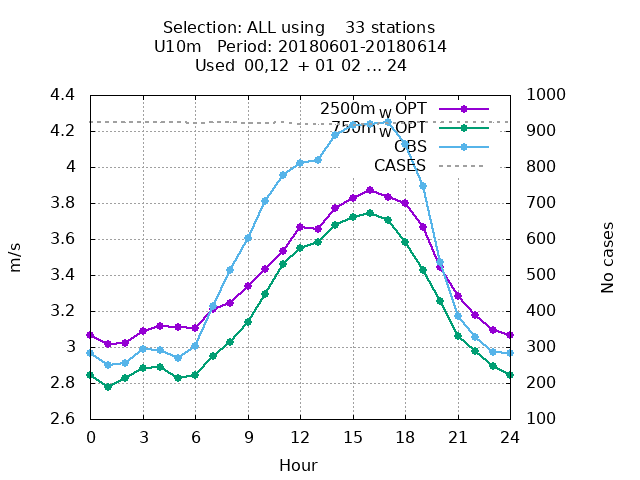 Selection: ALL using 33 stations
U10m Period: 20180601-20180614
Used 00,12 + 01 02 ... 24
4.4
4.2
4
3.8
3.6
3.4
3.2
3
2.8
2.6
1000
900
800
700
600
500
400
300
200
100
m/s
No cases
2500m W OPT
750m W OPT
OBS
CASES
0 3 6 9 12 15 18 21 24
Hour